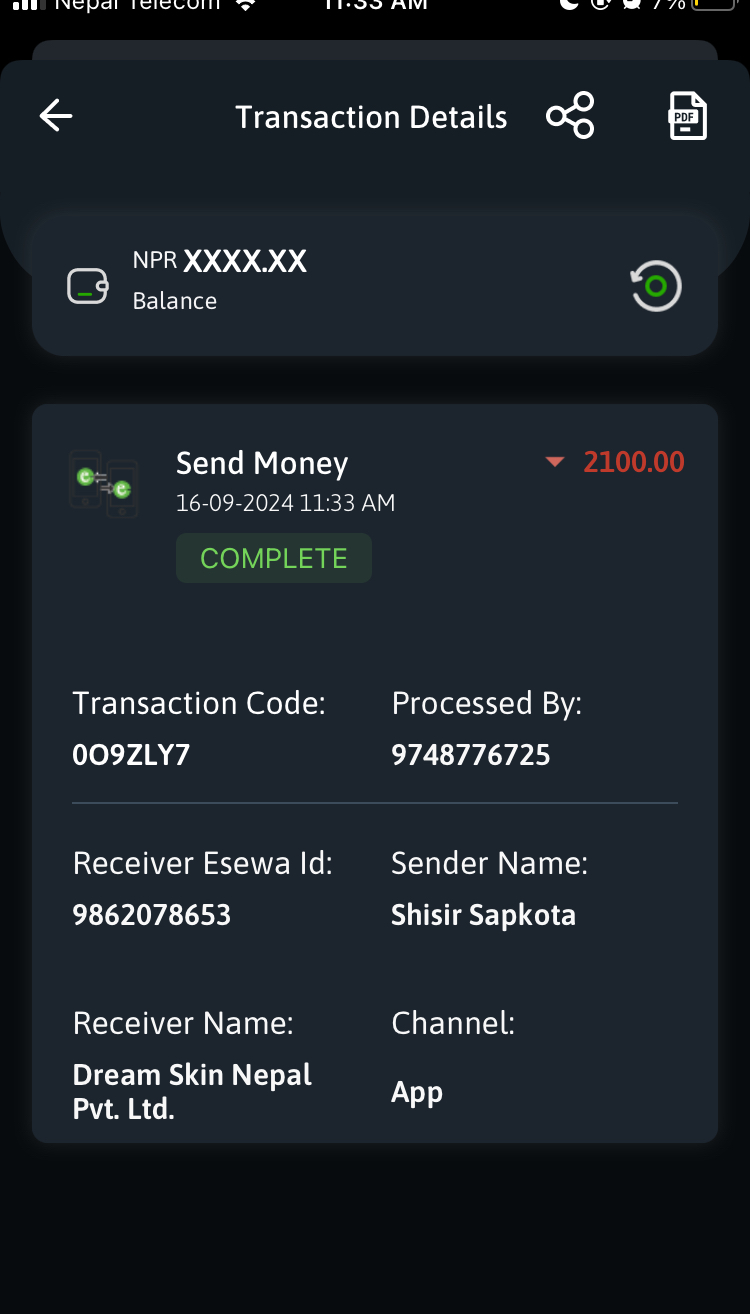 Nepal Telecom 11:33 AM 7%
Transaction Details
PDF
NPR XXXX.XX
Balance
Send Money 2100.00
16-09-2024 11:33 AM
COMPLETE
Transaction Code: Processed By:
0O9ZLY7 9748776725
Receiver Esewa Id: Sender Name:
9862078653 Shisir Sapkota
Receiver Name: Channel:
Dream Skin Nepal
Pvt. Ltd. App